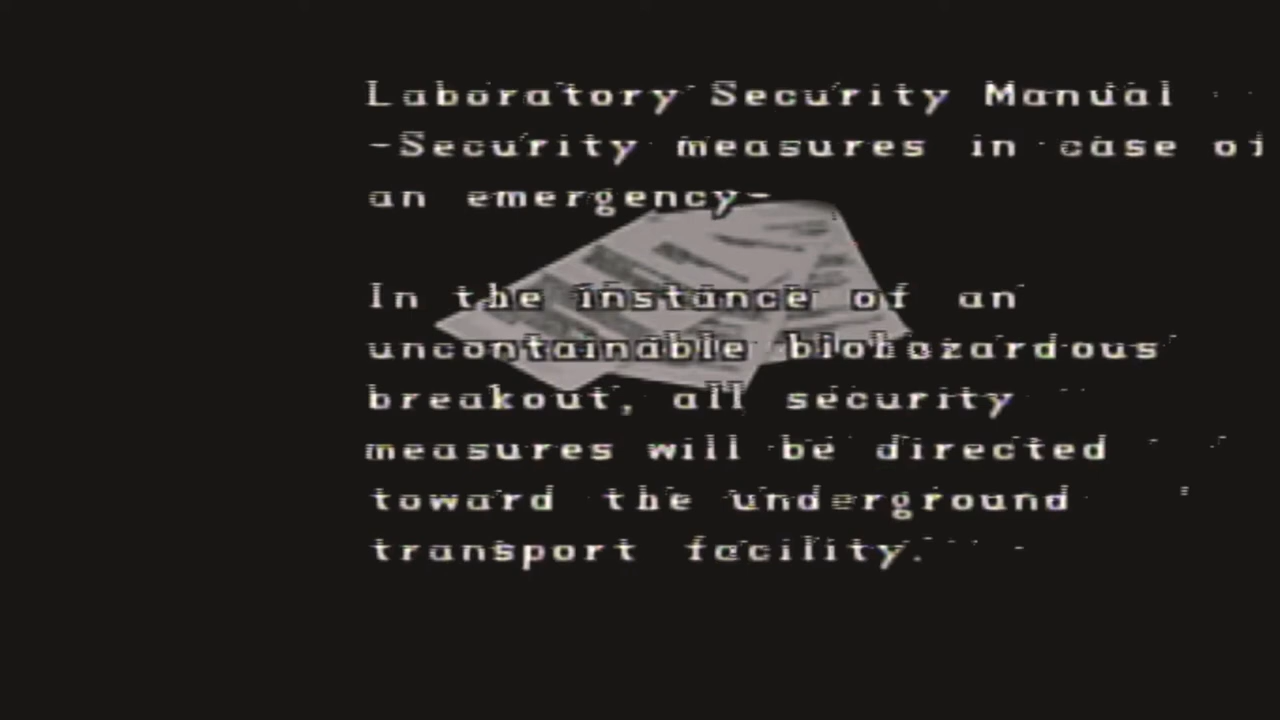 Laboratory Security Manual
-Security measures in case of
an emergency-
In the instance of an
uncontainable biohazardous
breakout, all security
measures will be directed
toward the underground
transport facility.